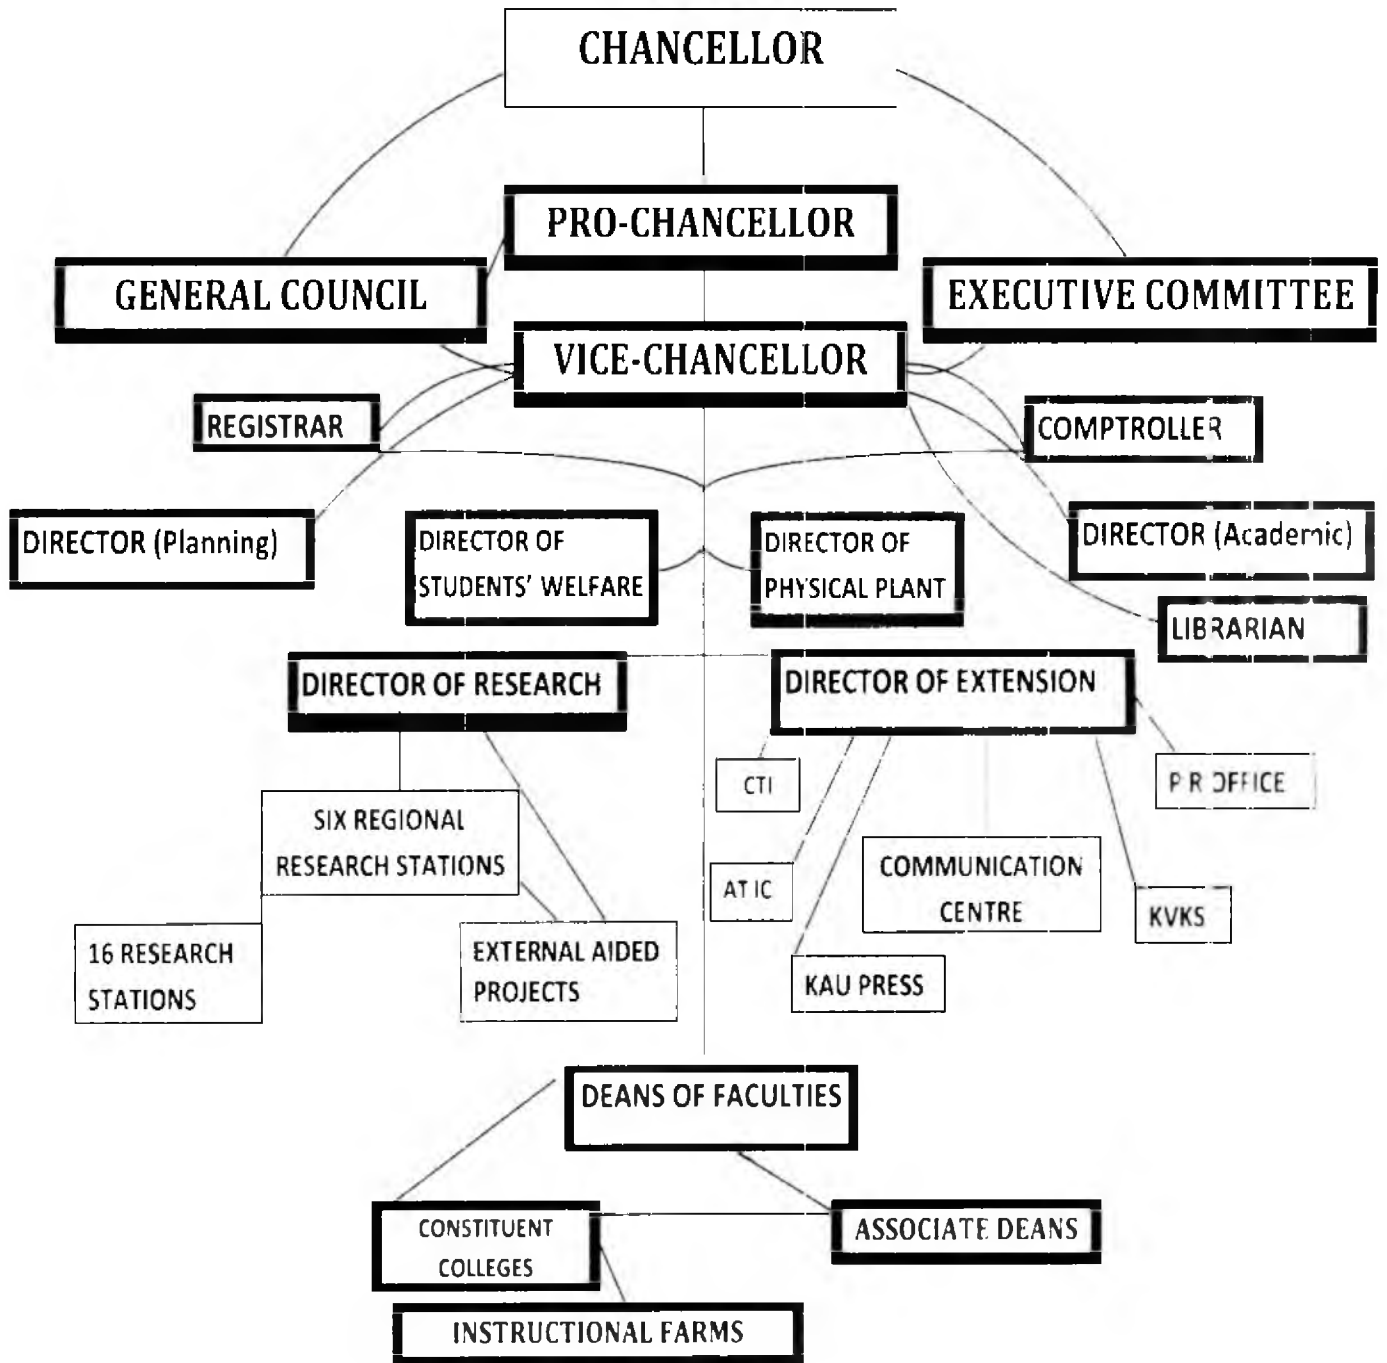 CHANCELLOR
PRO-CHANCELLOR
GENERAL COUNCIL
EXECUTIVE COMMITTEE
VICE-CHANCELLOR
REGISTRAR
COMPTROLLER
DIRECTOR (Planning)
DIRECTOR OF
STUDENTS' WELFARE
DIRECTOR OF
PHYSICAL PLANT
DIRECTOR (Academic)
LIBRARIAN
DIRECTOR OF RESEARCH
DIRECTOR OF EXTENSION
CTI
P R OFFICE
SIX REGIONAL
RESEARCH STATIONS
ATIC
COMMUNICATION
CENTRE
KVKS
16 RESEARCH
STATIONS
EXTERNAL AIDED
PROJECTS
KAU PRESS
DEANS OF FACULTIES
CONSTITUENT
COLLEGES
ASSOCIATE DEANS
INSTRUCTIONAL FARMS